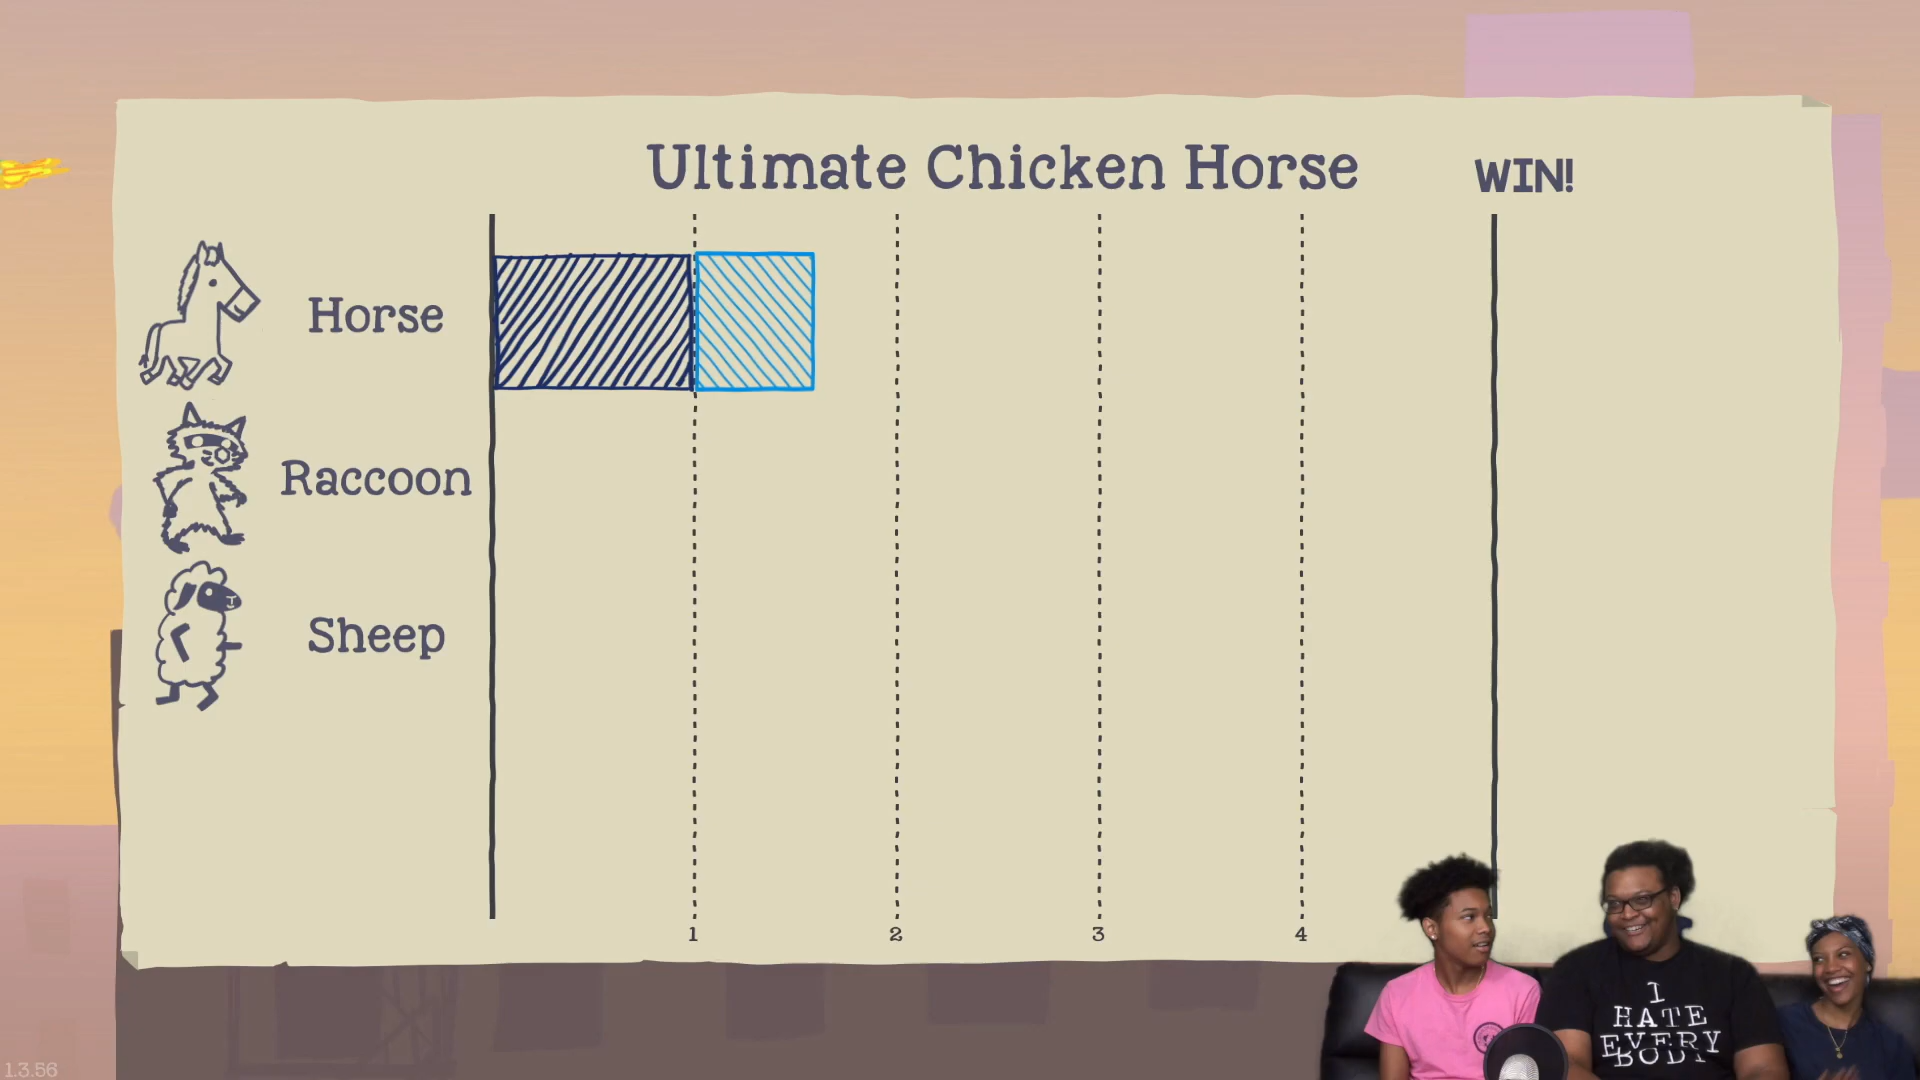 Ultimate Chicken Horse
WIN!
Horse
Raccoon
Sheep
1
2
3
4
I
HATE
EVERY
BODY
1.3.56